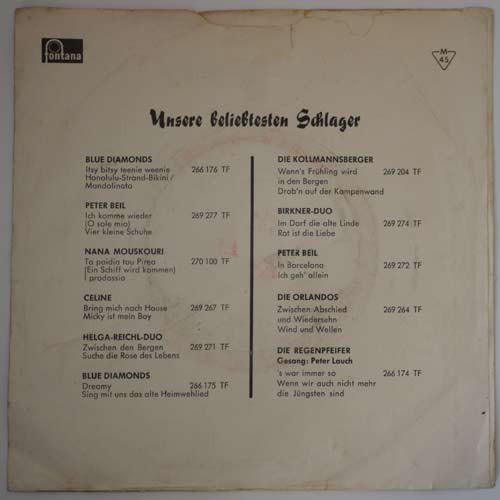 fontana
M
45
Unsere beliebtesten Schlager
BLUE DIAMONDS
Itsy bitsy teenie weenie 266 176 TF
Honolulu-Strand-Bikini /
Mandolinata
PETER BEIL
Ich komme wieder 269 277 TF
(O sole mio)
Vier kleine Schuhe
NANA MOUSKOURI
Ta paidia tou Pirea 270 100 TF
(Ein Schiff wird kommen)
I prodossia
CELINE
Bring mich nach Hause 269 267 TF
Micky ist mein Boy
HELGA-REICHL-DUO
Zwischen den Bergen 269 271 TF
Suche die Rose des Lebens
BLUE DIAMONDS
Dreamy 266 175 TF
Sing mit uns das alte Heimwehlied
DIE KOLLMANNSBERGER
Wenn's Frühling wird 269 204 TF
in den Bergen
Drob'n auf der Kampenwand
BIRKNER-DUO
Im Dorf die alte Linde 269 274 TF
Rot ist die Liebe
PETER BEIL
In Barcelona 269 272 TF
Ich geh' allein
DIE ORLANDOS
Zwischen Abschied 269 264 TF
und Wiedersehn
Wind und Wellen
DIE REGENPFEIFER
Gesang: Peter Lauch
's war immer so 266 174 TF
Wenn wir auch nicht mehr
die Jüngsten sind